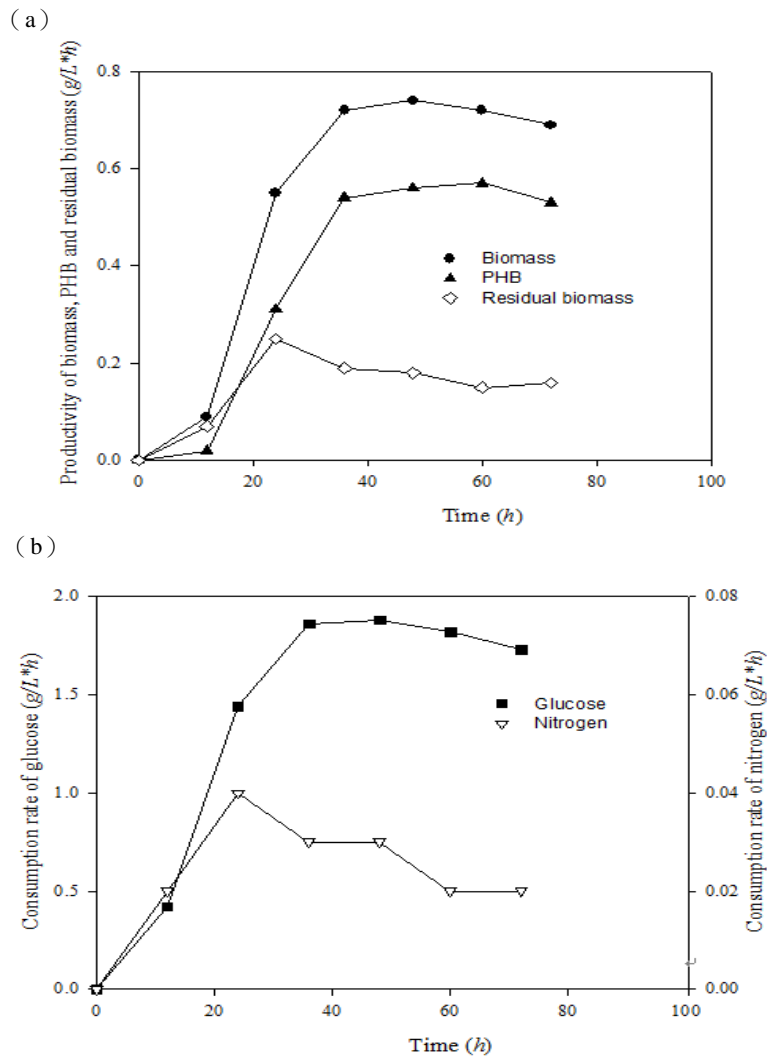 （a）
Productivity of biomass, PHB and residual biomass (g/L*h)
0.8
0.6
0.4
0.2
0.0
Biomass
PHB
Residual biomass
0 20 40 60 80 100
Time (h)
（b）
Consumption rate of glucose (g/L*h)
2.0
1.5
1.0
0.5
0.0
Glucose
Nitrogen
0.08
0.06
0.04
0.02
0.00
Consumption rate of nitrogen (g/L*h)
0 20 40 60 80 100
Time (h)